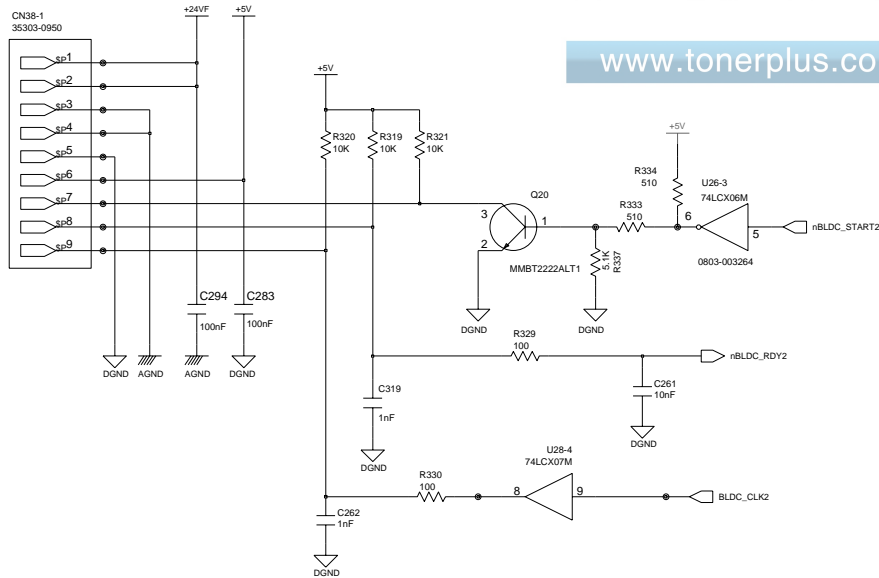 CN38-1
35303-0950
+24VF
+5V
www.tonerplus.co
$P1
$P2
$P3
$P4
$P5
$P6
$P7
$P8
$P9
+5V
R320
10K
R319
10K
R321
10K
Q20
3
1
2
MMBT2222ALT1
R333
510
R334
510
+5V
U26-3
74LCX06M
6
5
0803-003264
nBLDC_START2
5.1K
R337
DGND
DGND
C294
100nF
C283
100nF
DGND
AGND
AGND
DGND
R329
100
nBLDC_RDY2
C319
1nF
C261
10nF
DGND
DGND
U28-4
74LCX07M
R330
100
8
9
BLDC_CLK2
C262
1nF
DGND